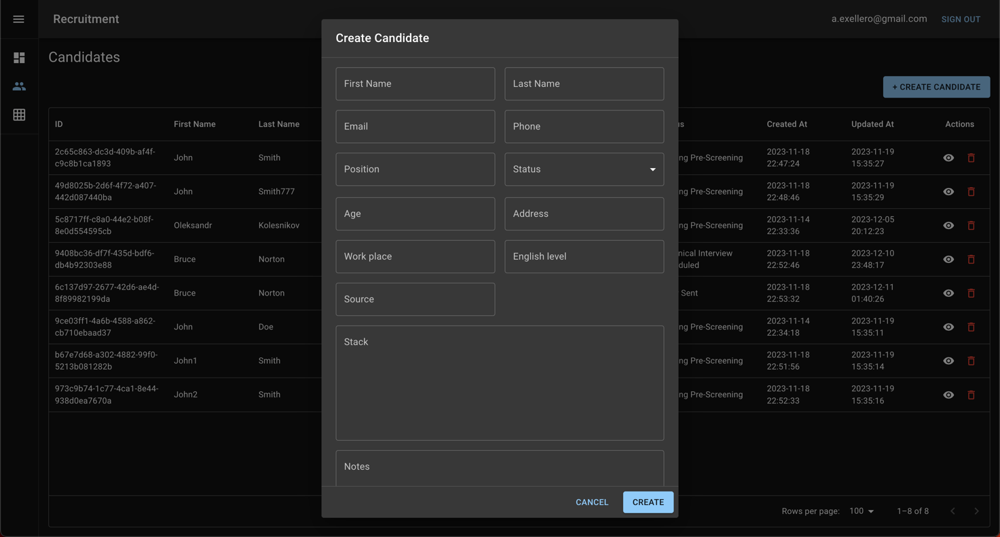 Recruitment
a.exellero@gmail.com
SIGN OUT
Candidates
+ CREATE CANDIDATE
ID
First Name
Last Name
Created At
Updated At
Actions
2c65c863-dc3d-409b-af4f-
c9c8b1ca1893
John
Smith
Pre-Screening
2023-11-18
22:47:24
2023-11-19
15:35:27
49d8025b-2d6f-4f72-a407-
442d087440ba
John
Smith777
Pre-Screening
2023-11-18
22:48:46
2023-11-19
15:35:29
5c8717ff-c8a0-44e2-b08f-
8e0d554595cb
Oleksandr
Kolesnikov
Pre-Screening
2023-11-14
22:33:36
2023-12-05
20:12:23
9408bc36-df7f-435d-bdf6-
db4b92303e88
Bruce
Norton
Interview
2023-11-18
22:52:46
2023-12-10
23:48:17
6c137d97-2677-42d6-ae4d-
8f89982199da
Bruce
Norton
Sent
2023-11-18
22:53:32
2023-12-11
01:40:26
9ce03ff1-4a6b-4588-a862-
cb710ebaad37
John
Doe
Pre-Screening
2023-11-14
22:34:18
2023-11-19
15:35:11
b67e7d68-a302-4882-99f0-
5213b081282b
John1
Smith
Pre-Screening
2023-11-18
22:51:56
2023-11-19
15:35:14
973c9b74-1c77-4ca1-8e44-
938d0ea7670a
John2
Smith
Pre-Screening
2023-11-18
22:52:33
2023-11-19
15:35:16
Rows per page: 100
1–8 of 8
Create Candidate
First Name
Last Name
Email
Phone
Position
Status
Age
Address
Work place
English level
Source
Stack
Notes
CANCEL
CREATE